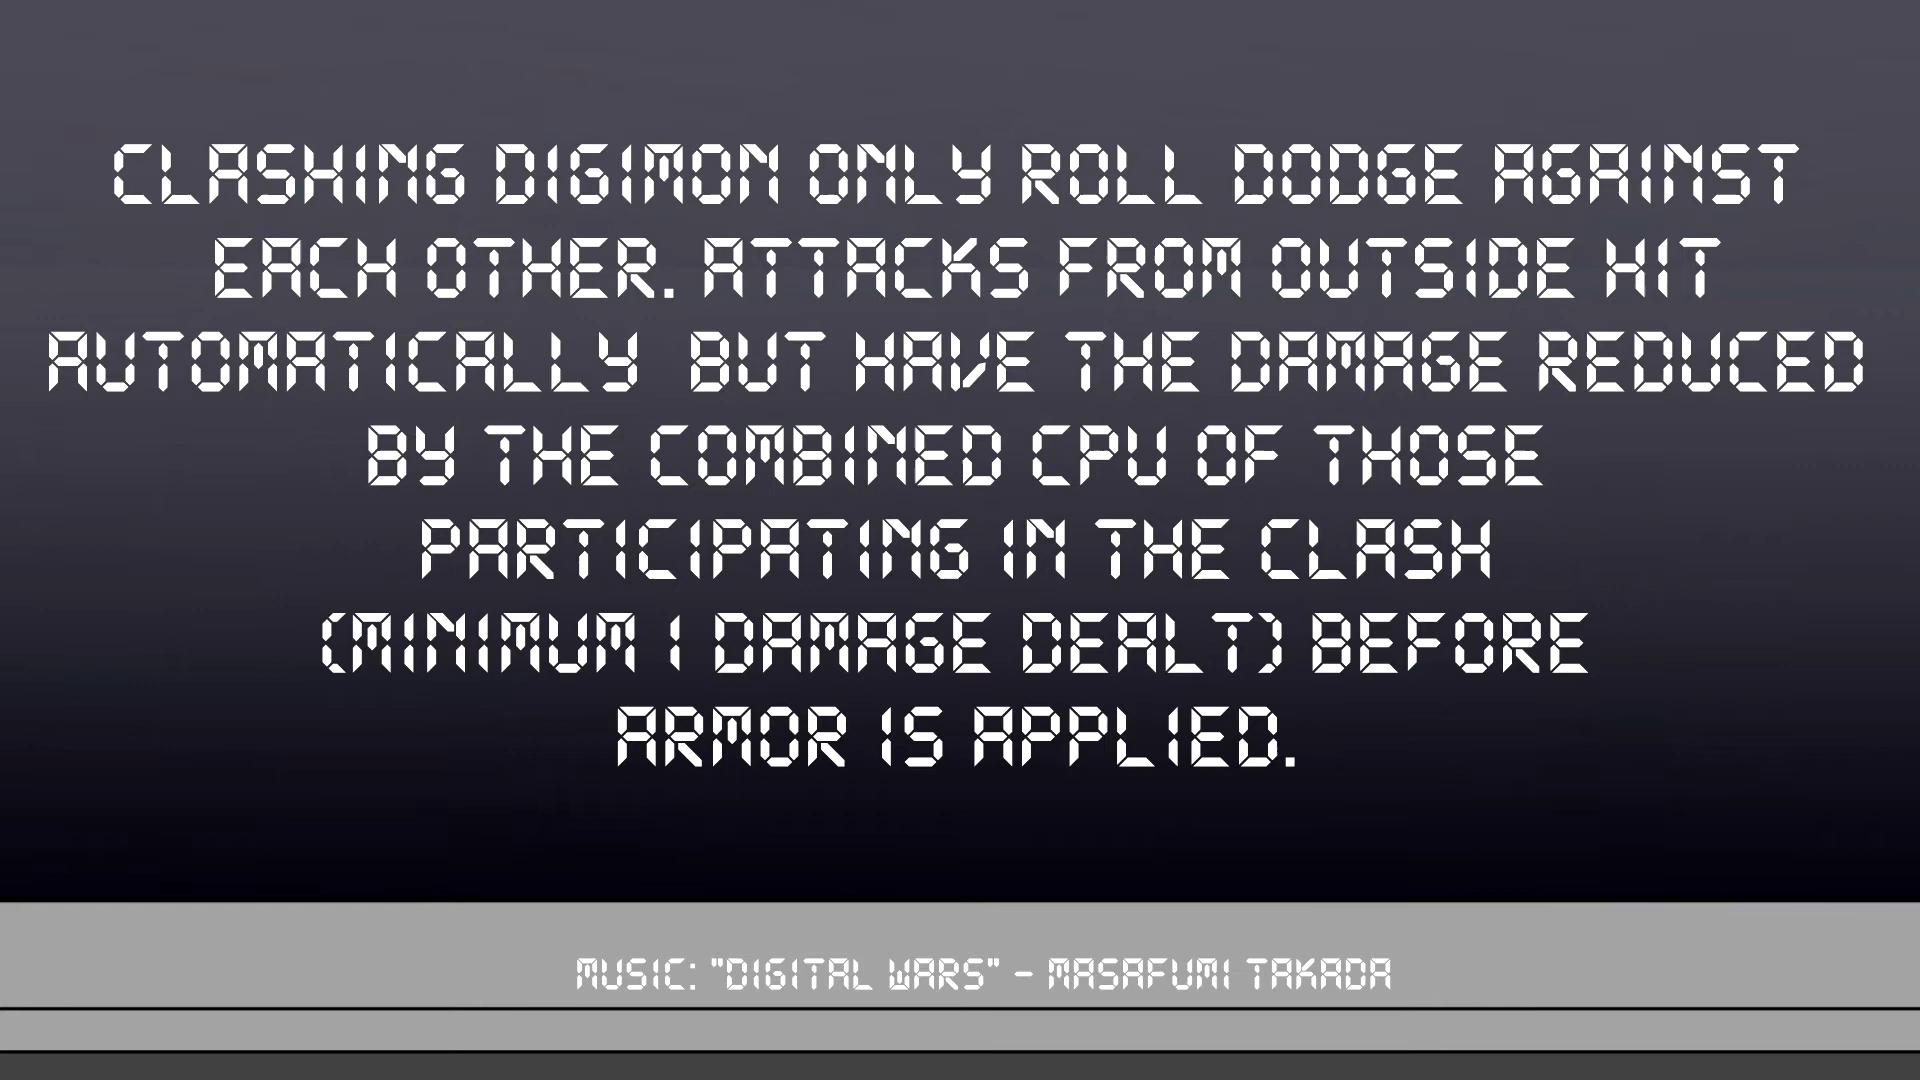 CLASHING DIGIMON ONLY ROLL DODGE AGAINST
EACH OTHER. ATTACKS FROM OUTSIDE HIT
AUTOMATICALLY BUT HAVE THE DAMAGE REDUCED
BY THE COMBINED CPU OF THOSE
PARTICIPATING IN THE CLASH
(MINIMUM 1 DAMAGE DEALT) BEFORE
ARMOR IS APPLIED.
MUSIC: "DIGITAL WARS" - MASAFUMI TAKADA